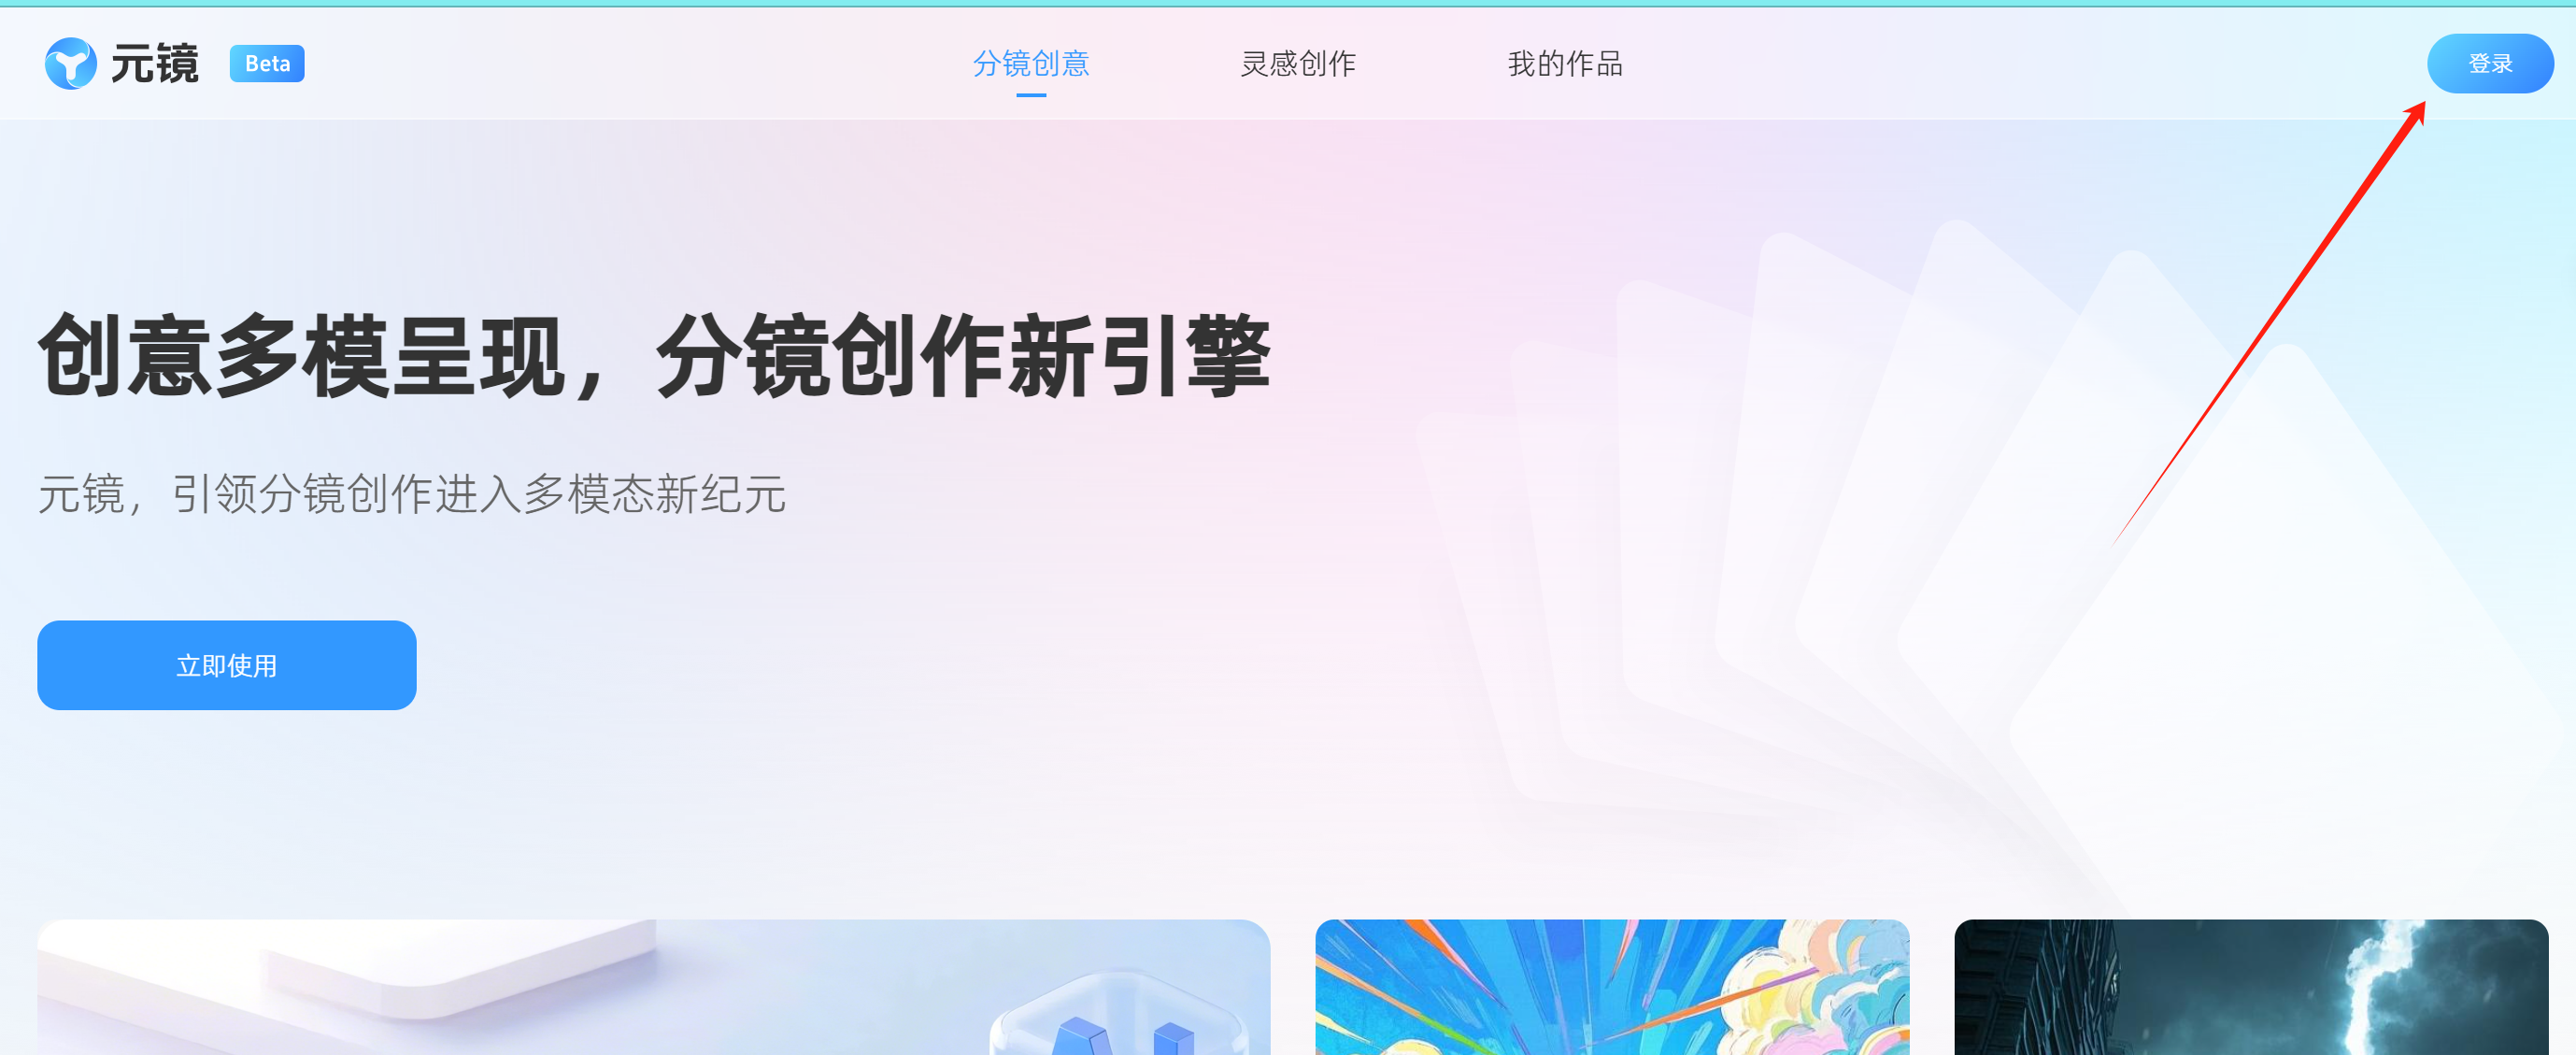 元镜 Beta
分镜创意 灵感创作 我的作品
登录
创意多模呈现，分镜创作新引擎
元镜，引领分镜创作进入多模态新纪元
立即使用